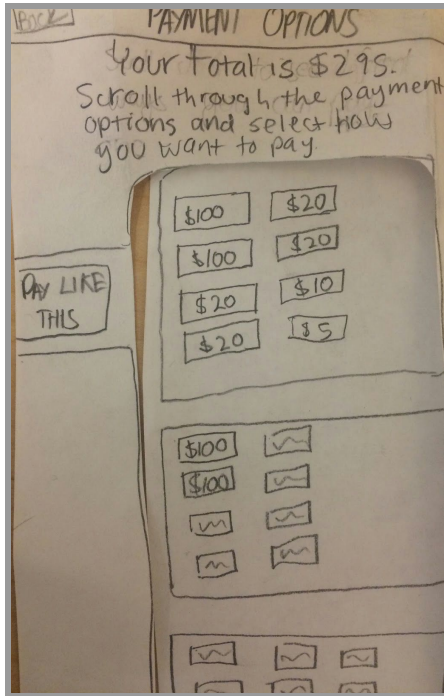 BACK
PAYMENT OPTIONS
Your total is $295.
Scroll through the payment
options and select how
you want to pay.
$100 $20
$100 $20
$20 $10
$20 $5
PAY LIKE
THIS
$100
$100